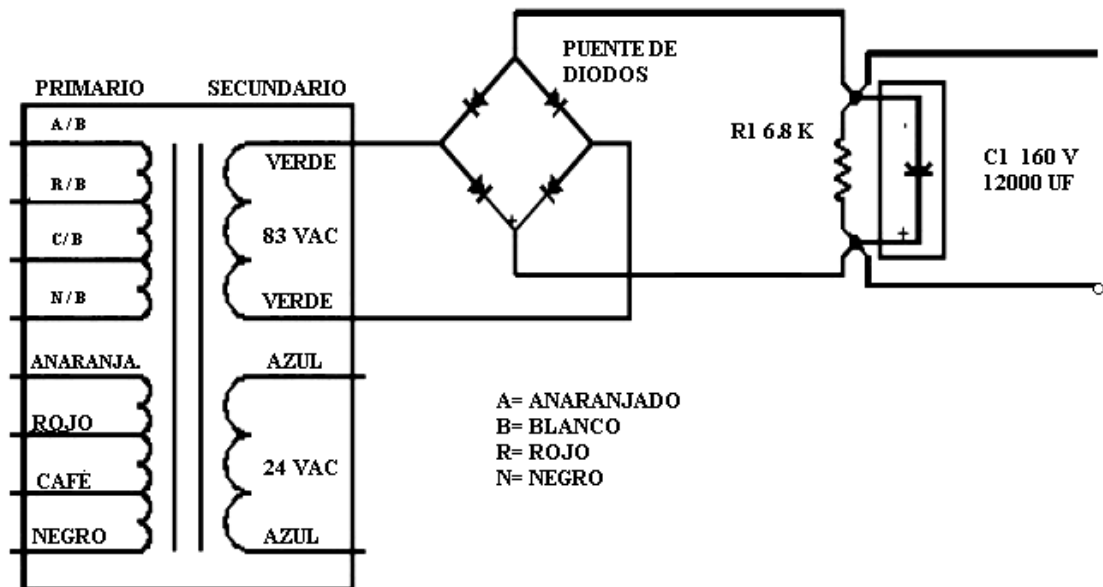 PRIMARIO
SECUNDARIO
PUENTE DE
DIODOS
A / B
R / B
C / B
N / B
ANARANJA.
ROJO
CAFÉ
NEGRO
VERDE
83 VAC
VERDE
AZUL
24 VAC
AZUL
+
R1 6.8 K
-
+
C1 160 V
12000 UF
A= ANARANJADO
B= BLANCO
R= ROJO
N= NEGRO